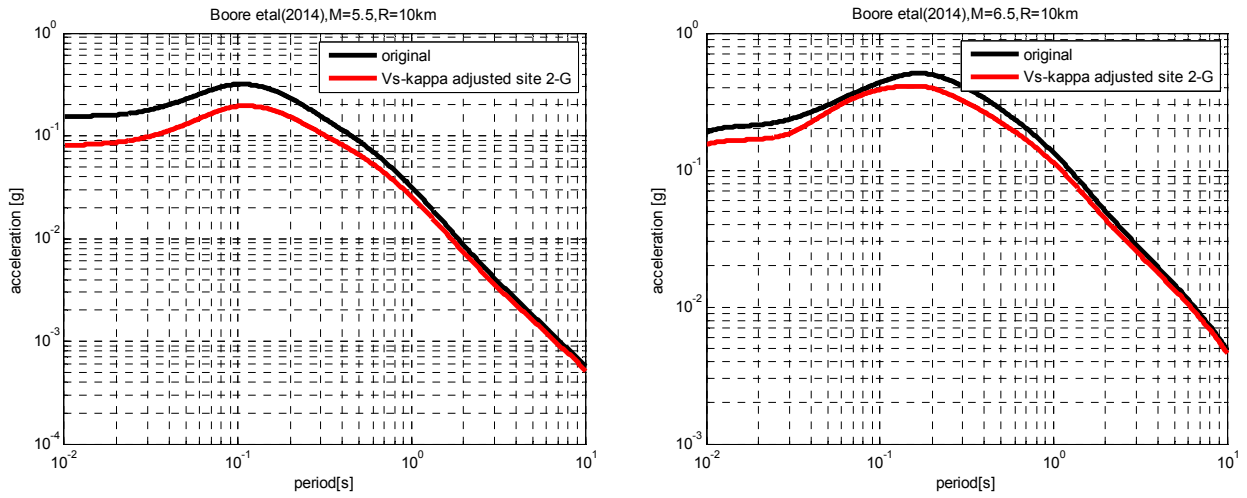 Boore etal(2014),M=5.5,R=10km
original
Vs-kappa adjusted site 2-G
10^0
10^-1
10^-2
10^-3
10^-4
acceleration [g]
10^-2
10^-1
10^0
10^1
period[s]
Boore etal(2014),M=6.5,R=10km
original
Vs-kappa adjusted site 2-G
10^0
10^-1
10^-2
10^-3
acceleration [g]
10^-2
10^-1
10^0
10^1
period[s]